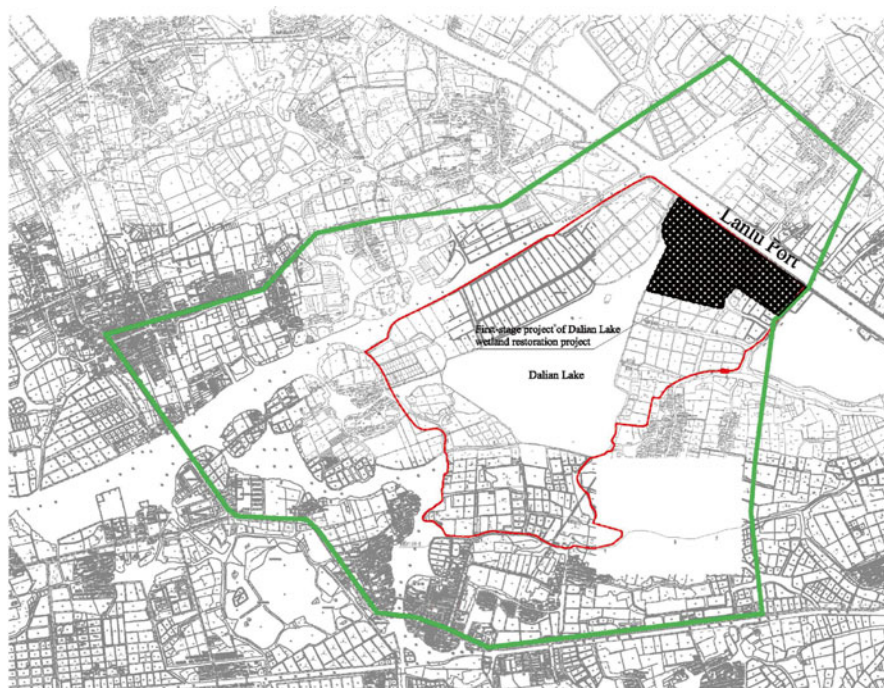 Lanlu Port
First-stage project of Dalian Lake
wetland restoration project
Dalian Lake